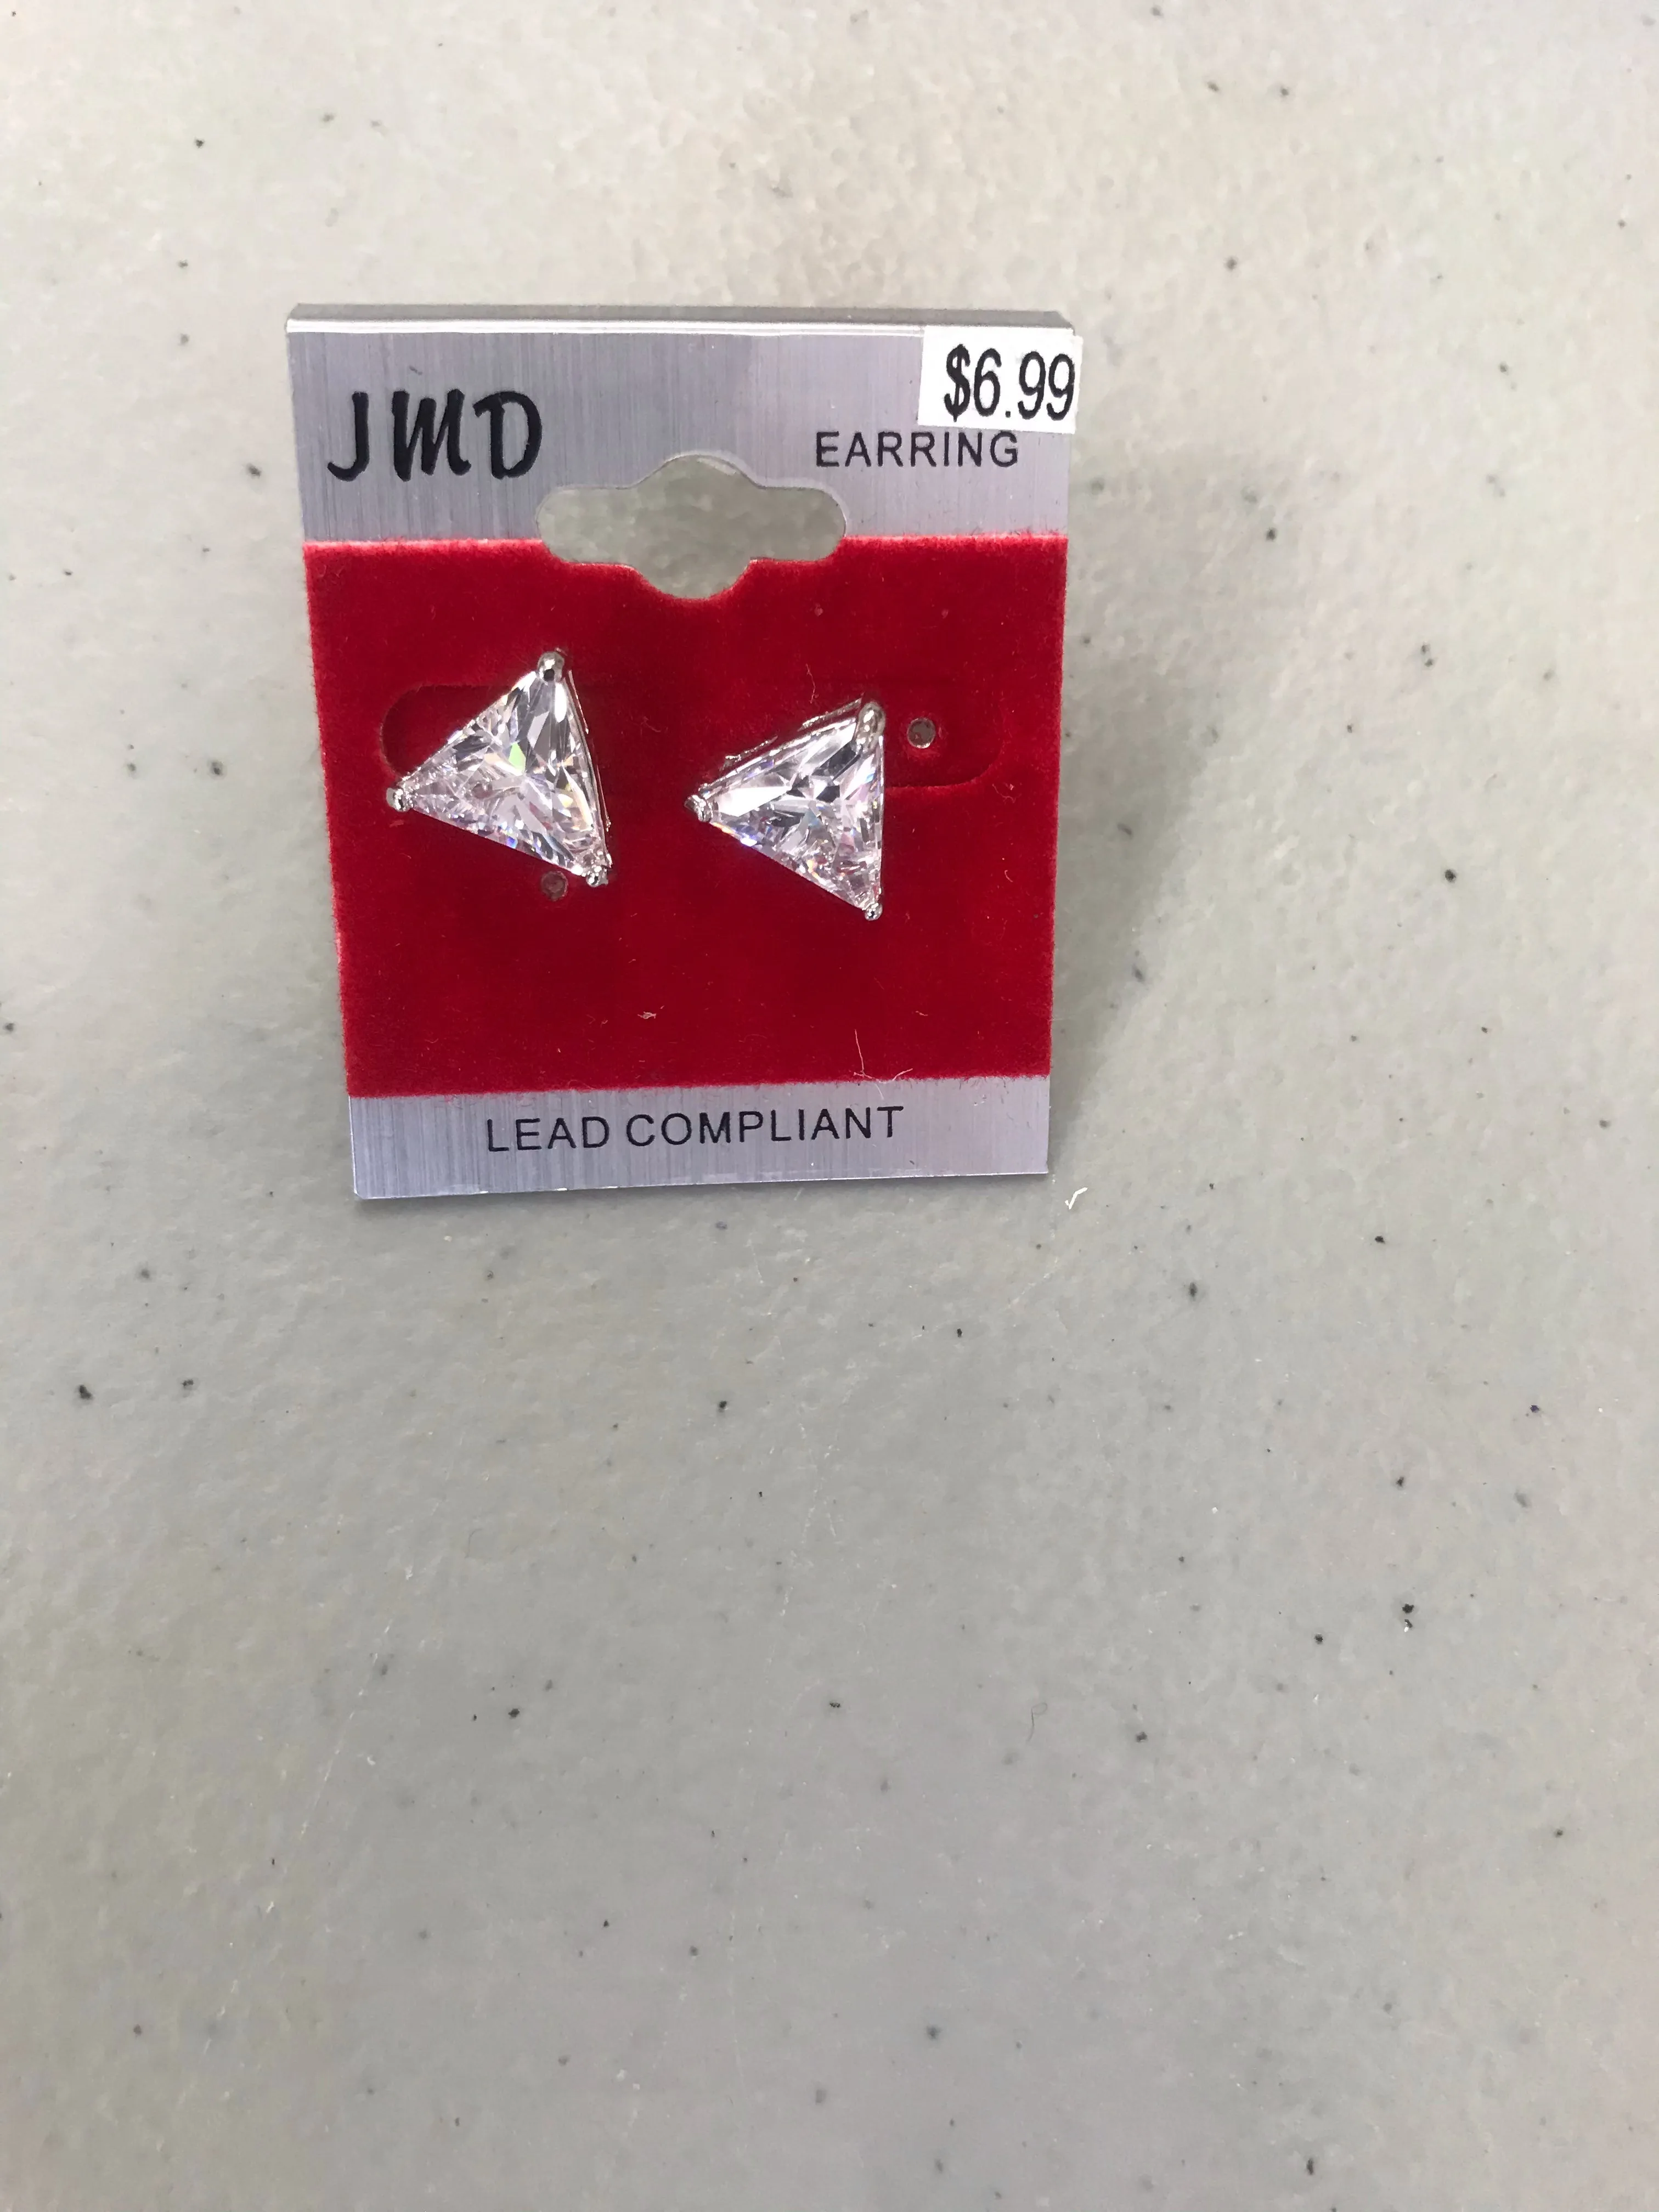 $6.99
JMD
EARRING
LEAD COMPLIANT